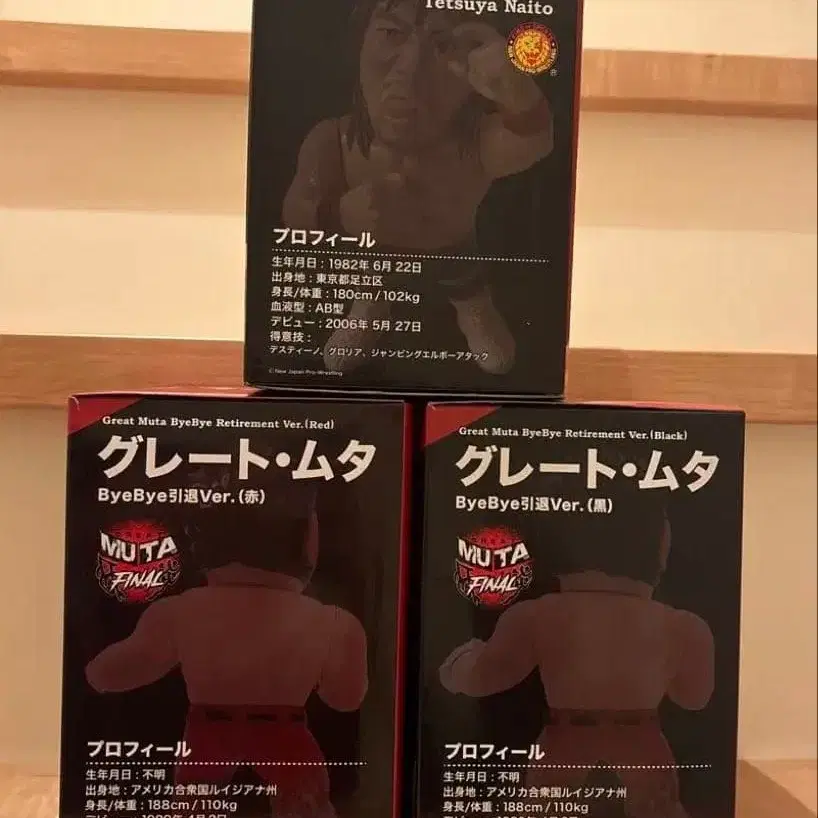 Tetsuya Naito
プロフィール
生年月日：1982年 6月 22日
出身地：東京都足立区
身長/体重：180cm / 102kg
血液型：AB型
デビュー：2006年 5月 27日
得意技：
デスティーノ、グロリア、ジャンピングエルボーアタック
© New Japan Pro-Wrestling
Great Muta ByeBye Retirement Ver.(Red)
グレート・ムタ
ByeBye引退Ver.(赤)
MUTA
FINAL
プロフィール
生年月日：不明
出身地：アメリカ合衆国ルイジアナ州
身長/体重：188cm / 110kg
Great Muta ByeBye Retirement Ver.(Black)
グレート・ムタ
ByeBye引退Ver.(黒)
MUTA
FINAL
プロフィール
生年月日：不明
出身地：アメリカ合衆国ルイジアナ州
身長/体重：188cm / 110kg